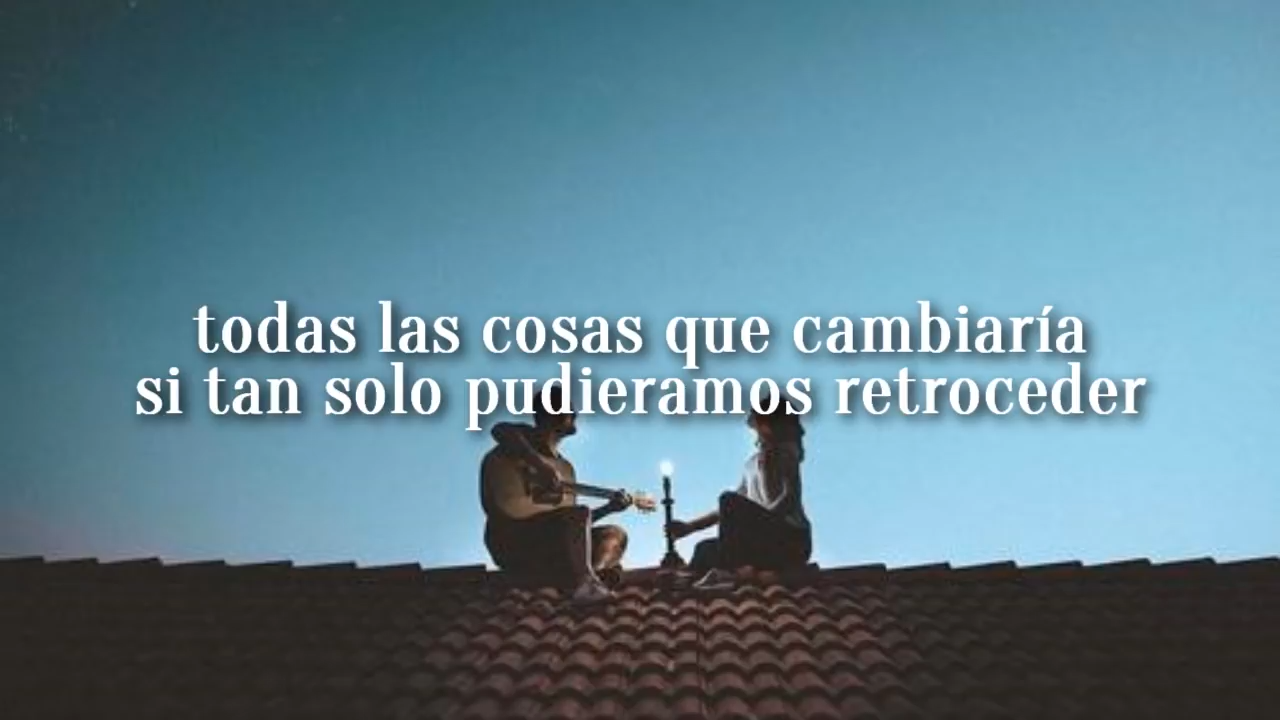 todas las cosas que cambiaría
si tan solo pudieramos retroceder